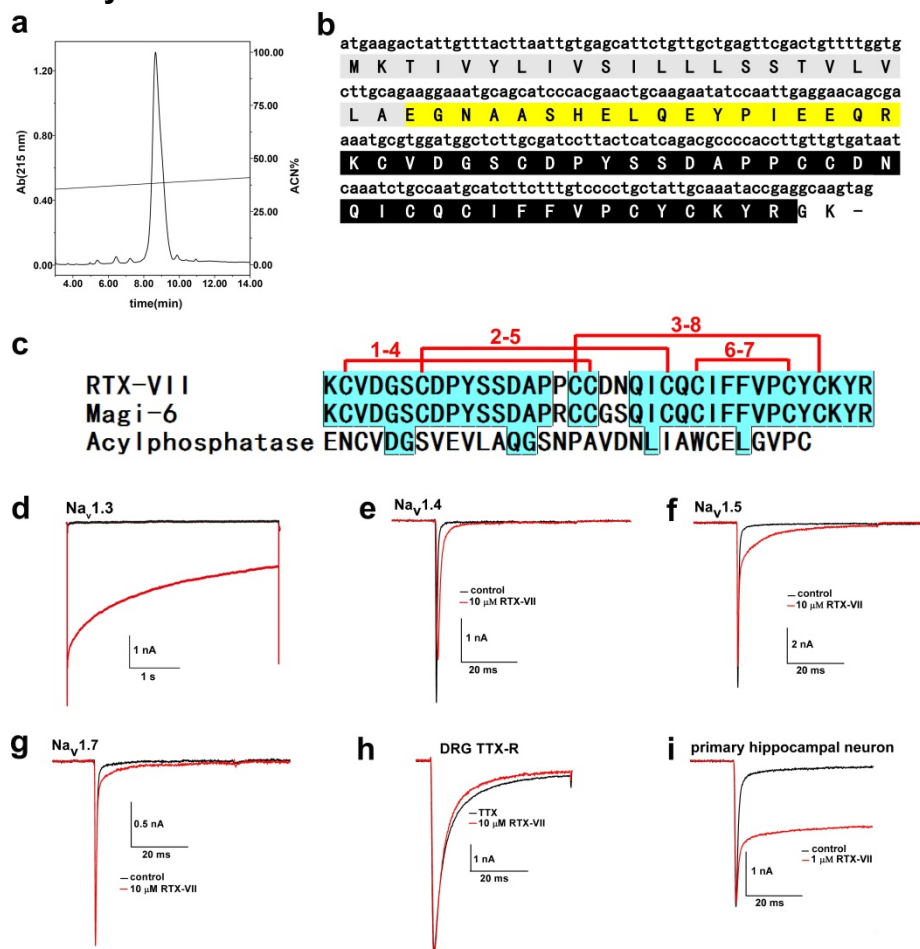 a
Ab(215 nm)
1.20
0.80
0.40
0.00
100.00
75.00
50.00
25.00
0.00
ACN%
4.00 6.00 8.00 10.00 12.00 14.00
time(min)
b
atgaagactattgtttacttaattgtgagcattctgttgctgagttcgactgttttggtg
M K T I V Y L I V S I L L L S S T V L V
cttgcagaaggaaatgcagcatcccacgaactgcaagaatatccaattgaggaacagcga
L A E G N A A S H E L Q E Y P I E E Q R
K C V D G S C D P Y S S D A P P C C D N
caaatctgccaatgcatcttctttgtcccctgctattgcaaataccgaggcaagtag
Q I C Q C I F F V P C Y C K Y R G K -
c
1-4 2-5 3-8 6-7
RTX-VII KCVDGSCDPYSSDAPPCCDNQICQCIFFVPCYCKYR
Magi-6 KCVDGSCDPYSSDAPRCCGSQICQCIFFVPCYCKYR
Acylphosphatase ENCVDGSVEVLAQGSNPAVDNLIAWCELGVPC
d
Nav1.3
1 nA
1 s
e
Nav1.4
control
10 μM RTX-VII
1 nA
20 ms
f
Nav1.5
control
10 μM RTX-VII
2 nA
20 ms
g
Nav1.7
0.5 nA
20 ms
control
10 μM RTX-VII
h
DRG TTX-R
TTX
10 μM RTX-VII
1 nA
20 ms
i
primary hippocampal neuron
control
1 μM RTX-VII
1 nA
20 ms